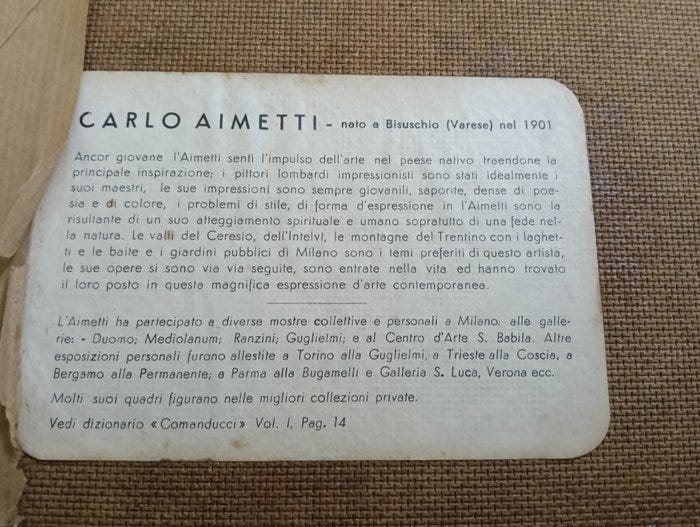 CARLO AIMETTI - nato a Bisuschio (Varese) nel 1901
Ancor giovane l'Aimetti sentì l'impulso dell'arte nel paese nativo traendone la
principale inspirazione; i pittori lombardi impressionisti sono stati idealmente i
suoi maestri, le sue impressioni sono sempre giovanili, saporite, dense di poe-
sia e di colore, i problemi di stile, di forma d'espressione in l'Aimetti sono la
risultante di un suo atteggiamento spirituale e umano sopratutto di una fede nel-
la natura. Le valli del Ceresio, dell'Intelvi, le montagne del Trentino con i laghet-
ti e le baite e i giardini pubblici di Milano sono i temi preferiti di questo artista,
le sue opere si sono via via seguite, sono entrate nella vita ed hanno trovato
il loro posto in questa magnifica espressione d'arte contemporanea.
L'Aimetti ha partecipato a diverse mostre collettive e personali a Milano: alle galle-
rie: - Duomo; Mediolanum; Ranzini; Guglielmi; e al Centro d'Arte S. Babila. Altre
esposizioni personali furono allestite a Torino alla Guglielmi, a Trieste alla Coscia, a
Bergamo alla Permanente; a Parma alla Bugamelli e Galleria S. Luca, Verona ecc.
Molti suoi quadri figurano nelle migliori collezioni private.
Vedi dizionario « Comanducci » Vol. I, Pag. 14